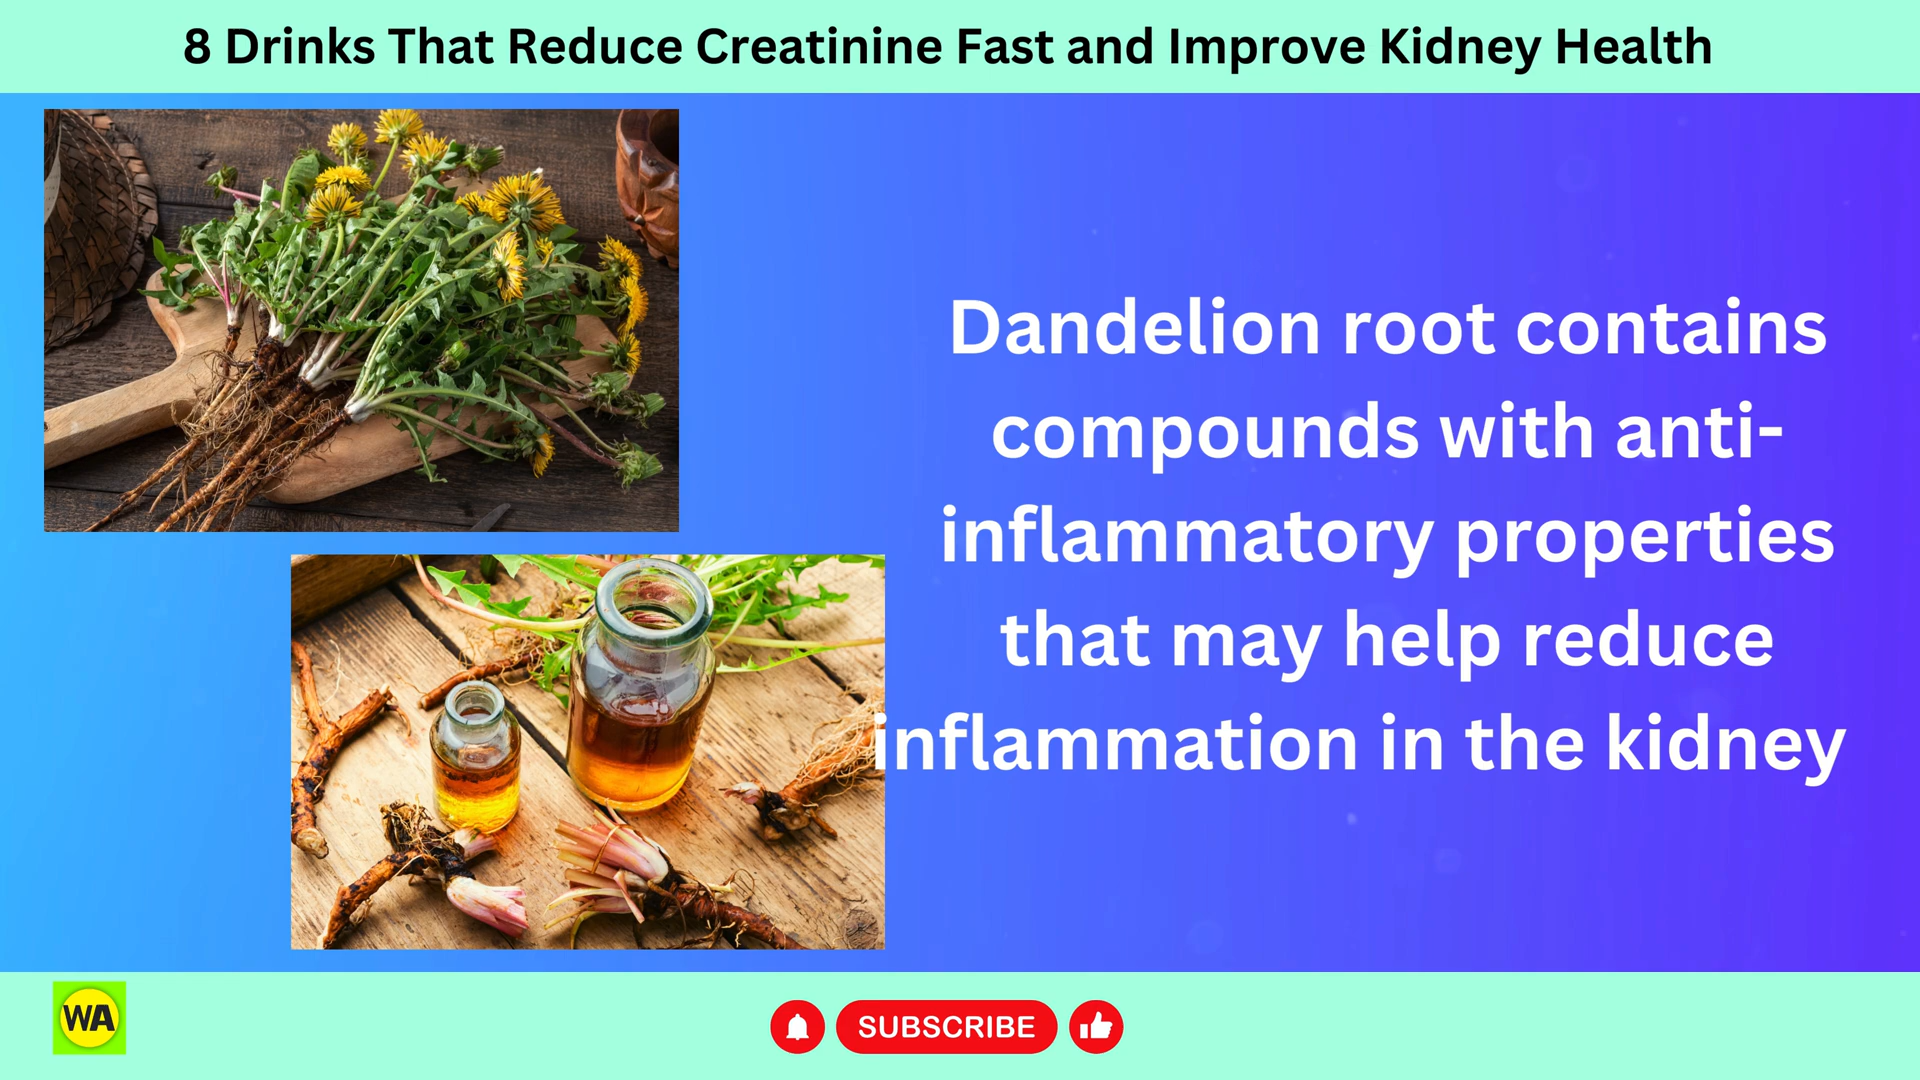 8 Drinks That Reduce Creatinine Fast and Improve Kidney Health
Dandelion root contains
compounds with anti-
inflammatory properties
that may help reduce
inflammation in the kidney
WA
SUBSCRIBE